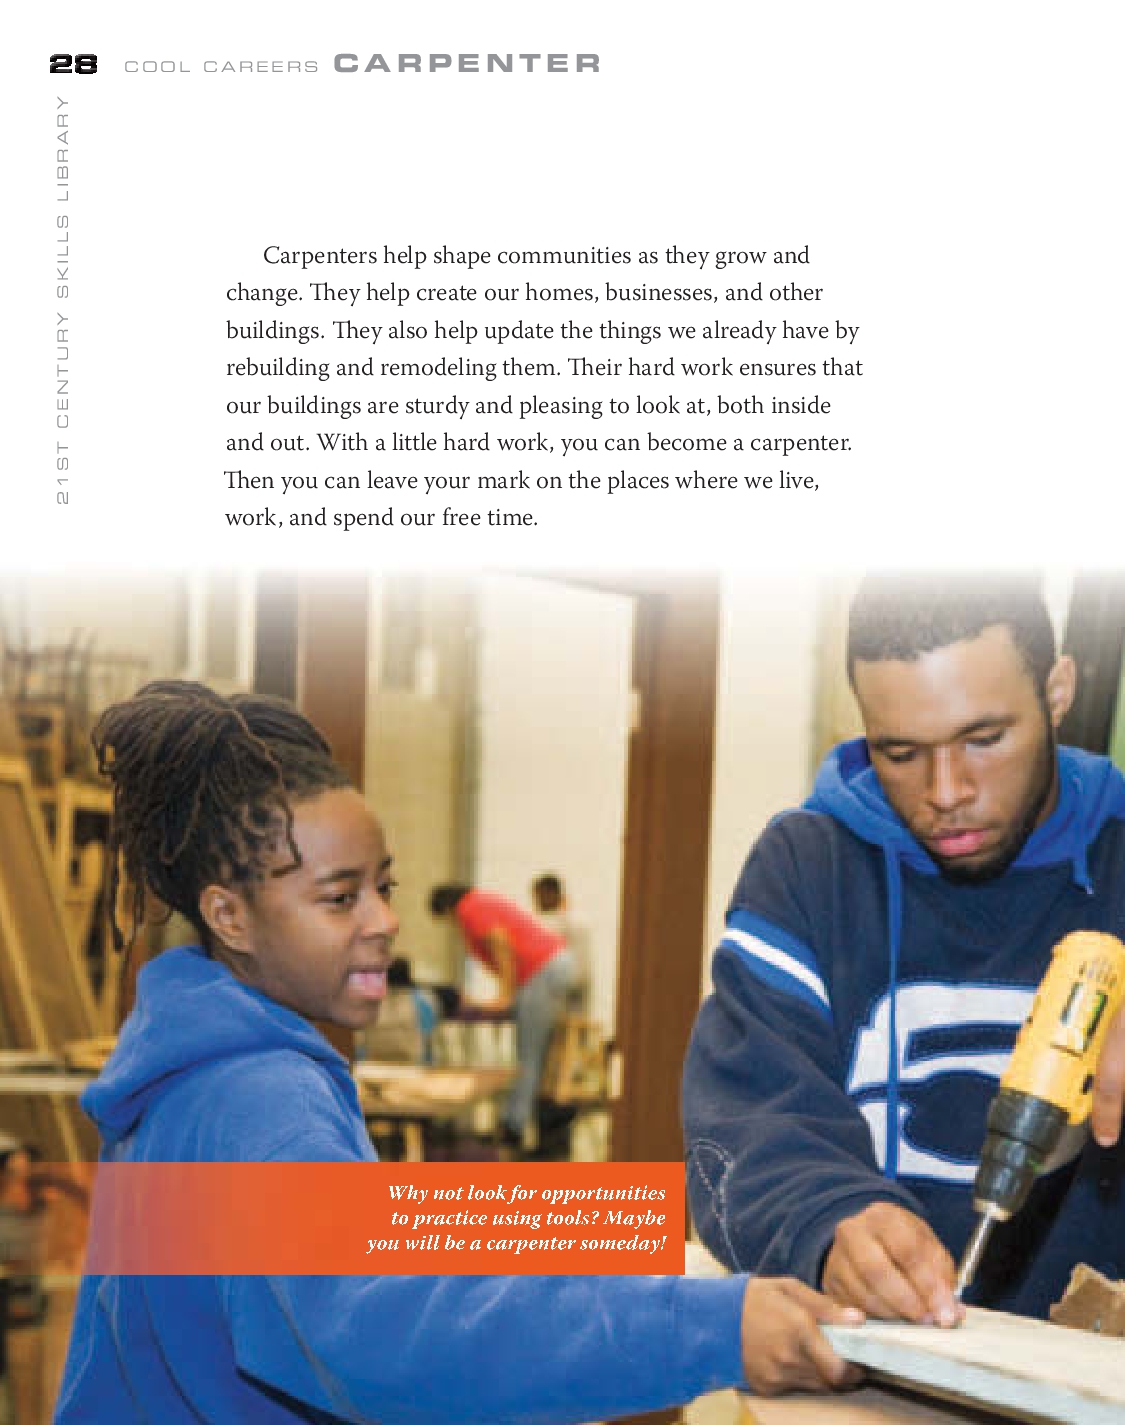 28 COOL CAREERS CARPENTER
21ST CENTURY SKILLS LIBRARY
Carpenters help shape communities as they grow and
change. They help create our homes, businesses, and other
buildings. They also help update the things we already have by
rebuilding and remodeling them. Their hard work ensures that
our buildings are sturdy and pleasing to look at, both inside
and out. With a little hard work, you can become a carpenter.
Then you can leave your mark on the places where we live,
work, and spend our free time.
Why not look for opportunities
to practice using tools? Maybe
you will be a carpenter someday!